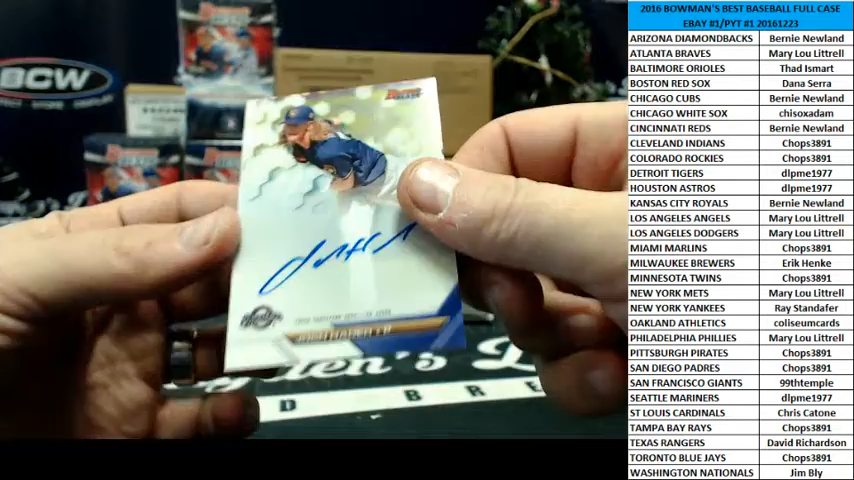 2016 BOWMAN'S BEST BASEBALL FULL CASE
EBAY #1/PYT #1 20161223
ARIZONA DIAMONDBACKS Bernie Newland
ATLANTA BRAVES Mary Lou Littrell
BALTIMORE ORIOLES Thad Ismart
BOSTON RED SOX Dana Serra
CHICAGO CUBS Bernie Newland
CHICAGO WHITE SOX chisoxadam
CINCINNATI REDS Bernie Newland
CLEVELAND INDIANS Chops3891
COLORADO ROCKIES Chops3891
DETROIT TIGERS dlpme1977
HOUSTON ASTROS dlpme1977
KANSAS CITY ROYALS Bernie Newland
LOS ANGELES ANGELS Mary Lou Littrell
LOS ANGELES DODGERS Mary Lou Littrell
MIAMI MARLINS Chops3891
MILWAUKEE BREWERS Erik Henke
MINNESOTA TWINS Chops3891
NEW YORK METS Mary Lou Littrell
NEW YORK YANKEES Ray Standafer
OAKLAND ATHLETICS coliseumcards
PHILADELPHIA PHILLIES Mary Lou Littrell
PITTSBURGH PIRATES Chops3891
SAN DIEGO PADRES Chops3891
SAN FRANCISCO GIANTS 99thtemple
SEATTLE MARINERS dlpme1977
ST LOUIS CARDINALS Chris Catone
TAMPA BAY RAYS Chops3891
TEXAS RANGERS David Richardson
TORONTO BLUE JAYS Chops3891
WASHINGTON NATIONALS Jim Bly
BCW
DISPLAY
D BRE